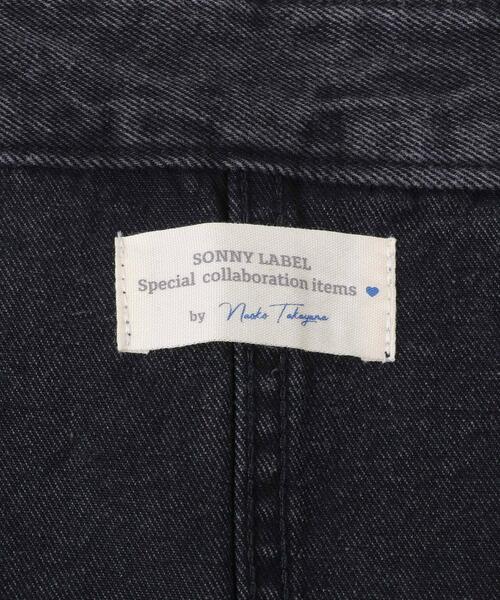 SONNY LABEL
Special collaboration items
by Naoko Takayama